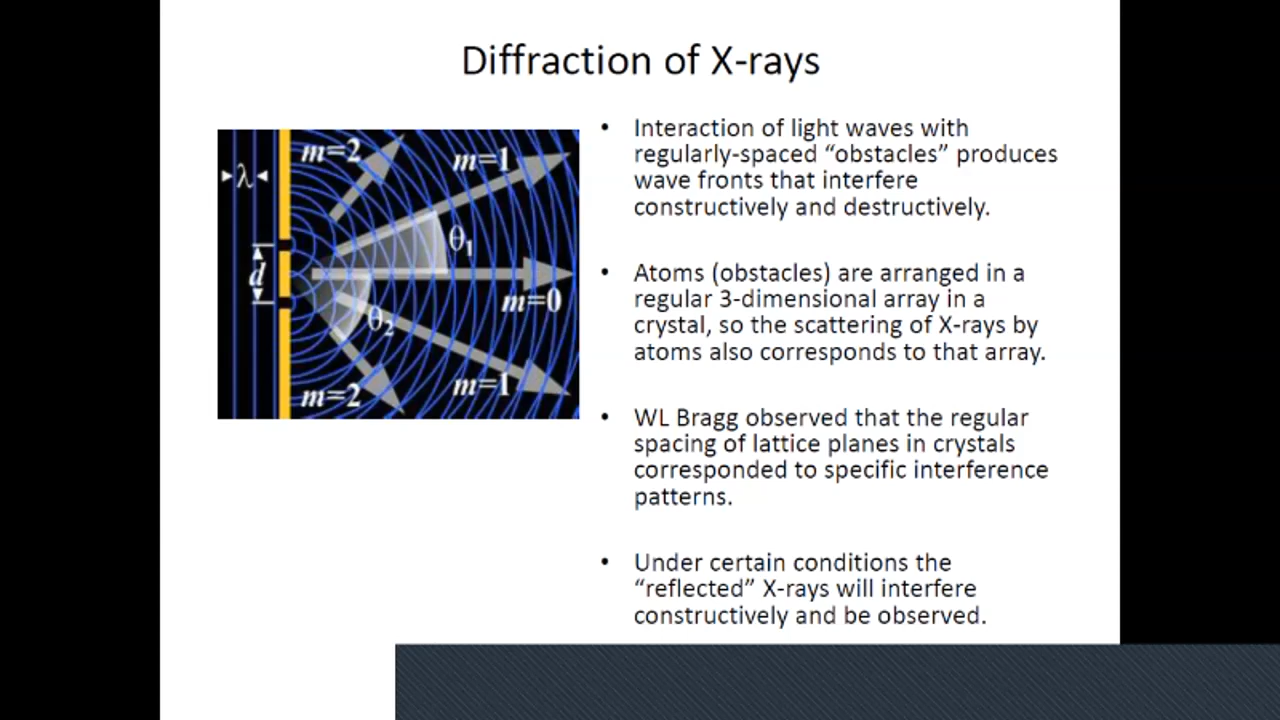 Diffraction of X-rays
m=2
m=1
λ
θ₁
d
m=0
θ₂
m=1
m=2
• Interaction of light waves with
regularly-spaced “obstacles” produces
wave fronts that interfere
constructively and destructively.
• Atoms (obstacles) are arranged in a
regular 3-dimensional array in a
crystal, so the scattering of X-rays by
atoms also corresponds to that array.
• WL Bragg observed that the regular
spacing of lattice planes in crystals
corresponded to specific interference
patterns.
• Under certain conditions the
“reflected” X-rays will interfere
constructively and be observed.